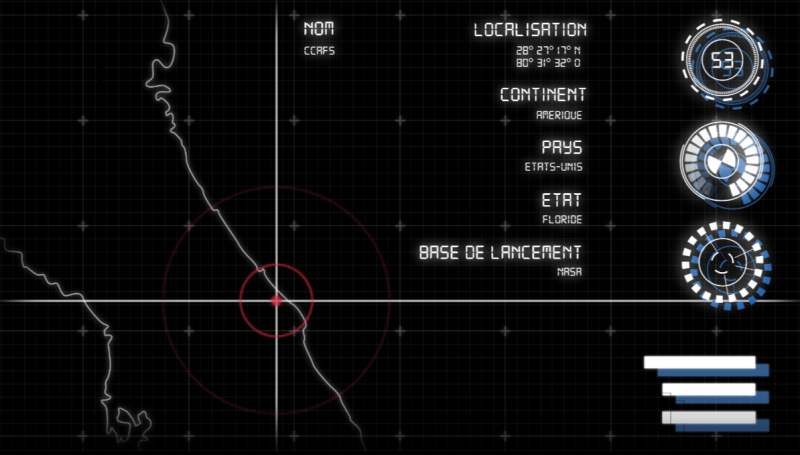 NOM
CCAFS
LOCALISATION
28° 27' 17" N
80° 31' 32" O
CONTINENT
AMERIQUE
PAYS
ETATS-UNIS
ETAT
FLORIDE
BASE DE LANCEMENT
NASA
53